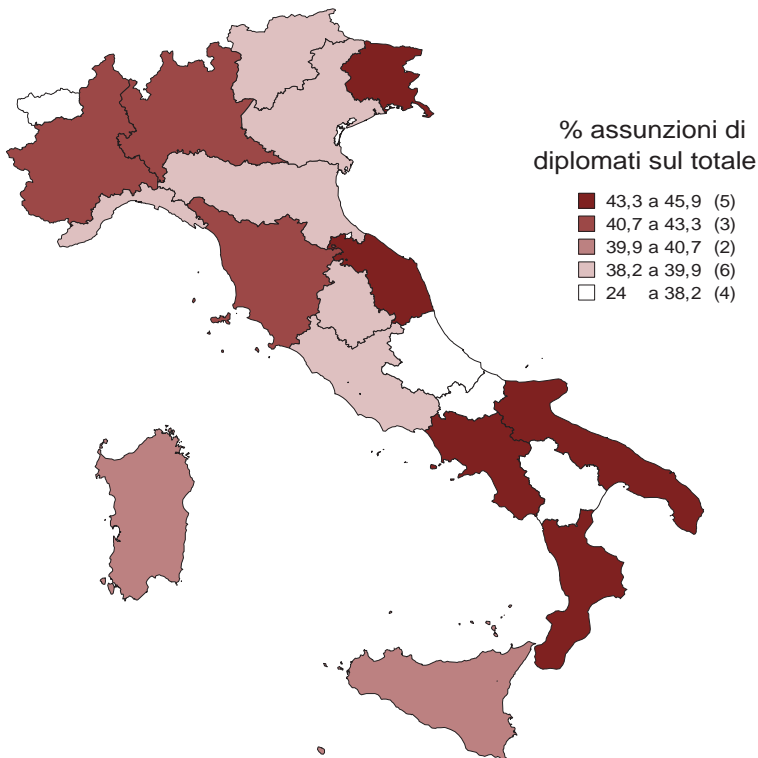 % assunzioni di
diplomati sul totale
43,3 a 45,9 (5)
40,7 a 43,3 (3)
39,9 a 40,7 (2)
38,2 a 39,9 (6)
24 a 38,2 (4)